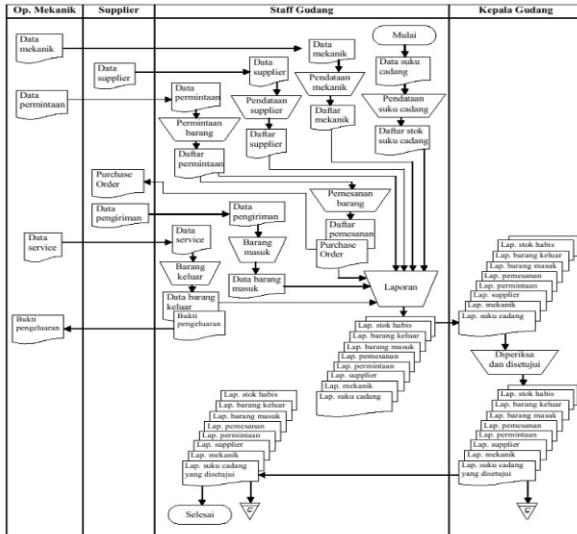 Op. Mekanik
Supplier
Staff Gudang
Kepala Gudang
Data
mekanik
Data
mekanik
Mulai
Data
supplier
Data
supplier
Data suku
cadang
Data
permintaan
Data
permintaan
Pendataan
supplier
Pendataan
mekanik
Pendataan
suku cadang
Permintaan
barang
Daftar
supplier
Daftar
mekanik
Daftar stok
suku cadang
Daftar
permintaan
Purchase
Order
Pemesanan
barang
Data
pengiriman
Data
pengiriman
Daftar
pemesanan
Purchase
Order
Data
service
Data
service
Barang
masuk
Barang
keluar
Data barang
masuk
Laporan
Data barang
keluar
Bukti
pengeluaran
Bukti
pengeluaran
Lap. stok habis
Lap. barang keluar
Lap. barang masuk
Lap. pemesanan
Lap. permintaan
Lap. supplier
Lap. mekanik
Lap. suku cadang
Lap. stok habis
Lap. barang keluar
Lap. barang masuk
Lap. pemesanan
Lap. permintaan
Lap. supplier
Lap. mekanik
Lap. suku cadang
Diperiksa
dan disetujui
Lap. stok habis
Lap. barang keluar
Lap. barang masuk
Lap. pemesanan
Lap. permintaan
Lap. supplier
Lap. mekanik
Lap. suku cadang
yang disetujui
Lap. stok habis
Lap. barang keluar
Lap. barang masuk
Lap. pemesanan
Lap. permintaan
Lap. supplier
Lap. mekanik
Lap. suku cadang
yang disetujui
Selesai